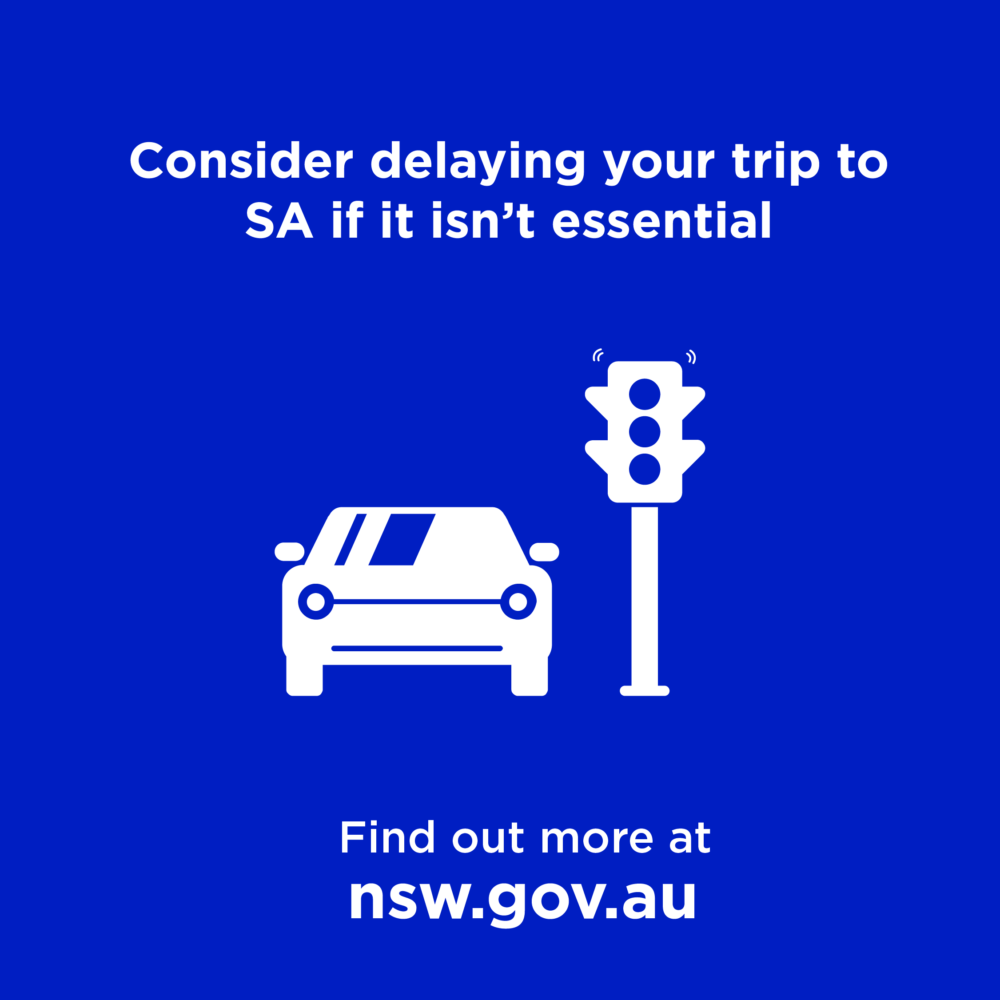 Consider delaying your trip to
SA if it isn’t essential
Find out more at
nsw.gov.au